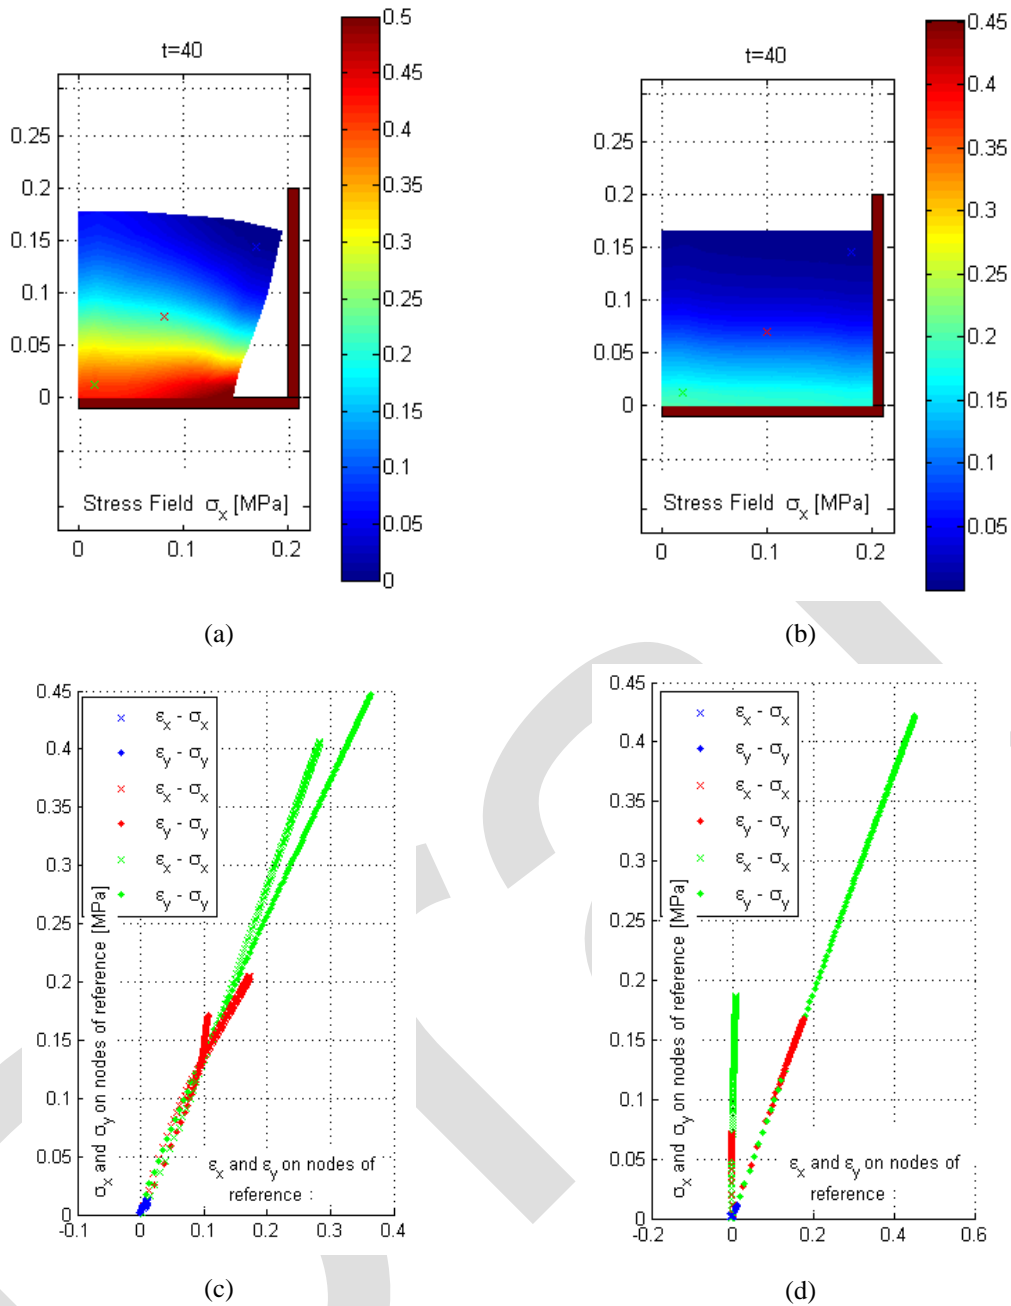 t=40
0.25
0.2
0.15
0.1
0.05
0
Stress Field σx [MPa]
0 0.1 0.2
0.5
0.45
0.4
0.35
0.3
0.25
0.2
0.15
0.1
0.05
0
(a)
t=40
0.25
0.2
0.15
0.1
0.05
0
Stress Field σx [MPa]
0 0.1 0.2
0.45
0.4
0.35
0.3
0.25
0.2
0.15
0.1
0.05
(b)
0.45
0.4
0.35
0.3
0.25
0.2
0.15
0.1
0.05
0
σx and σy on nodes of reference [MPa]
εx - σx
εy - σy
εx - σx
εy - σy
εx - σx
εy - σy
εx and εy on nodes of
reference :
-0.1 0 0.1 0.2 0.3 0.4
(c)
0.45
0.4
0.35
0.3
0.25
0.2
0.15
0.1
0.05
0
σx and σy on nodes of reference [MPa]
εx - σx
εy - σy
εx - σx
εy - σy
εx - σx
εy - σy
εx and εy on nodes of
reference :
-0.2 0 0.2 0.4 0.6
(d)